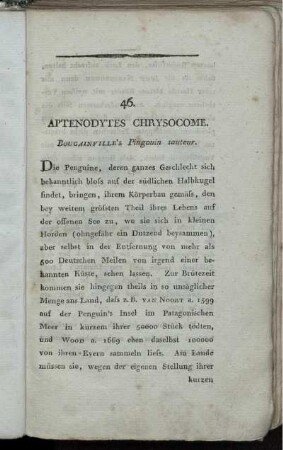 46.
APTENODYTES CHRYSOCOME.
BOUGAINVILLE's Pingouin sauteur.
Die Penguine, deren ganzes Geschlecht sich
bekanntlich bloss auf der südlichen Halbkugel
findet, bringen, ihrem Körperbau gemäss, den
bey weitem grössten Theil ihres Lebens auf
der offenen See zu, wo sie sich in kleinen
Horden (ohngefähr ein Dutzend beysammen),
aber selbst in der Entfernung von mehr als
600 Deutschen Meilen von irgend einer be-
kannten Küste, sehen lassen. Zur Brütezeit
kommen sie hingegen theils in so unsäglicher
Menge ans Land, dass z. B. VAN NOORT a. 1599
auf der Penguin's Insel im Patagonischen
Meer in kurzem ihrer 50000 Stück tödten,
und WOOD a. 1669 eben daselbst 100000
von ihren Eyern sammeln liess. Am Lande
müssen sie, wegen der eigenen Stellung ihrer
kurzen